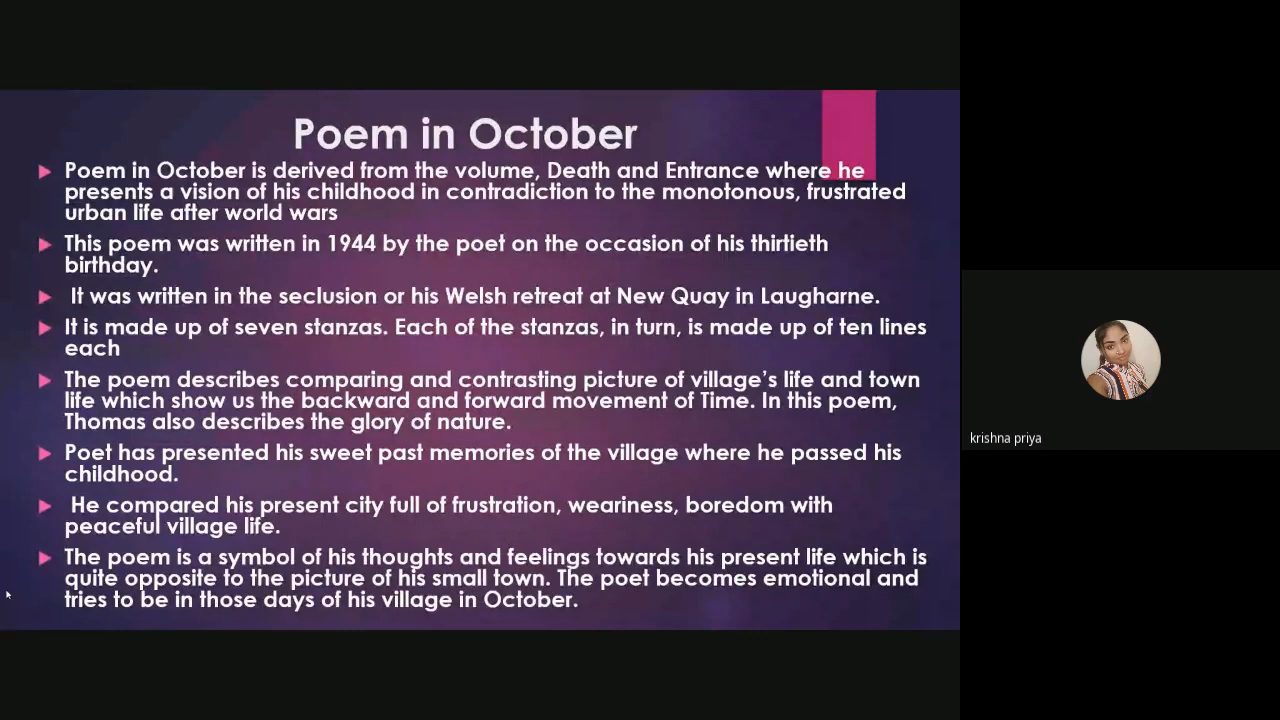 Poem in October
Poem in October is derived from the volume, Death and Entrance where he
presents a vision of his childhood in contradiction to the monotonous, frustrated
urban life after world wars
This poem was written in 1944 by the poet on the occasion of his thirtieth
birthday.
It was written in the seclusion or his Welsh retreat at New Quay in Laugharne.
It is made up of seven stanzas. Each of the stanzas, in turn, is made up of ten lines
each
The poem describes comparing and contrasting picture of village's life and town
life which show us the backward and forward movement of Time. In this poem,
Thomas also describes the glory of nature.
Poet has presented his sweet past memories of the village where he passed his
childhood.
He compared his present city full of frustration, weariness, boredom with
peaceful village life.
The poem is a symbol of his thoughts and feelings towards his present life which is
quite opposite to the picture of his small town. The poet becomes emotional and
tries to be in those days of his village in October.
krishna priya